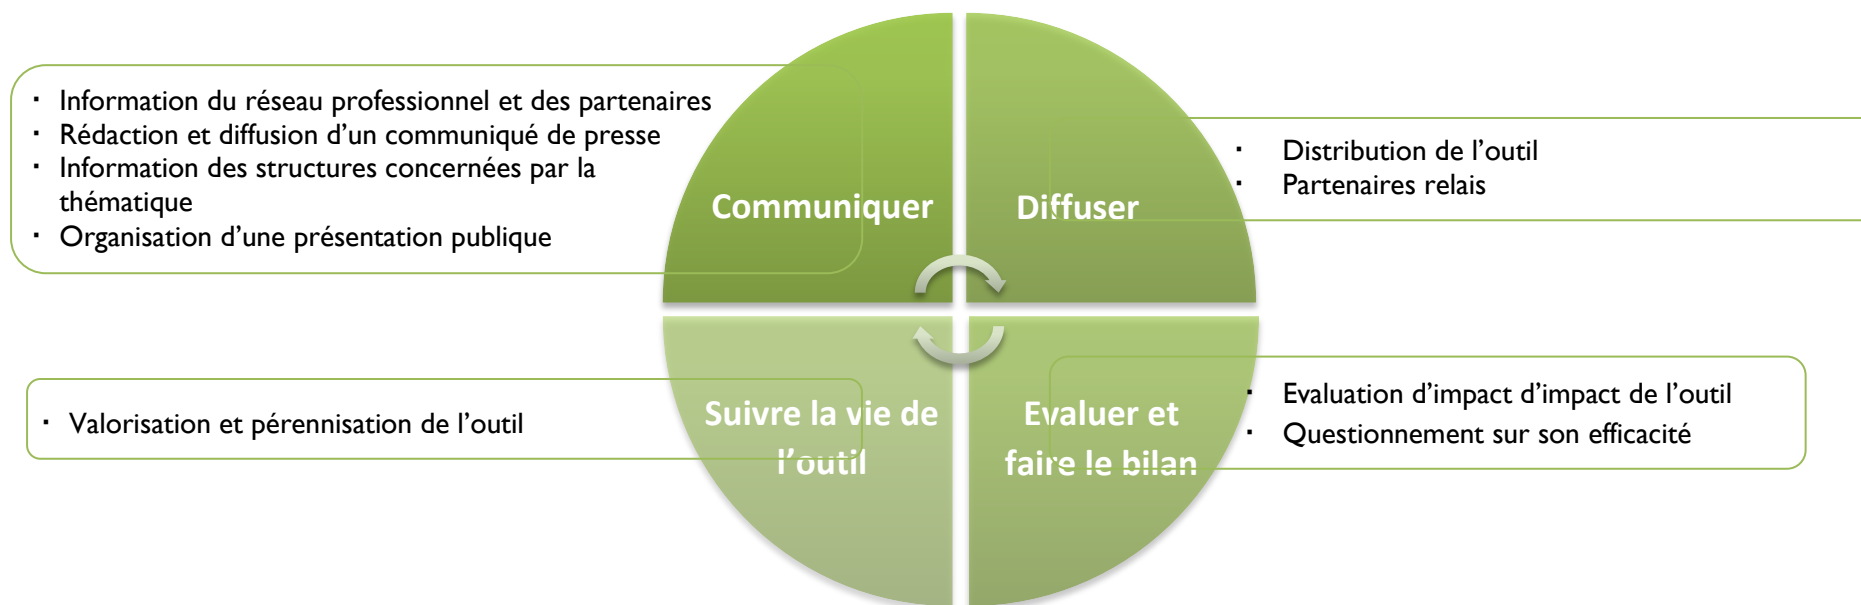 · Information du réseau professionnel et des partenaires
· Rédaction et diffusion d’un communiqué de presse
· Information des structures concernées par la
thématique
· Organisation d’une présentation publique
Communiquer
Diffuser
· Distribution de l’outil
· Partenaires relais
· Valorisation et pérennisation de l’outil
Suivre la vie de
l’outil
Evaluer et
faire le bilan
· Evaluation d’impact d’impact de l’outil
· Questionnement sur son efficacité